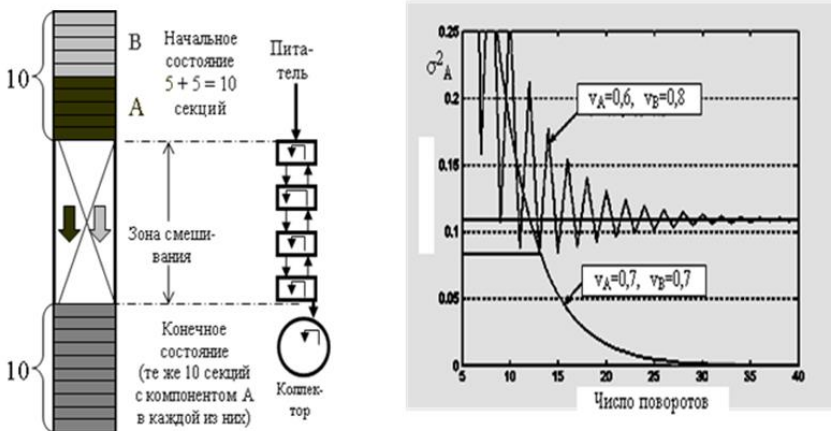 10
B
A
Начальное
состояние
5 + 5 = 10
секций
Пита-
тель
Зона смеши-
вания
10
Конечное
состояние
(те же 10 секций
с компонентом А
в каждой из них)
Коллек-
тор
0.25
σ²A
0.2
0.15
0.1
0.05
0
vA=0,6, vB=0,8
vA=0,7, vB=0,7
5 10 15 20 25 30 35 40
Число поворотов